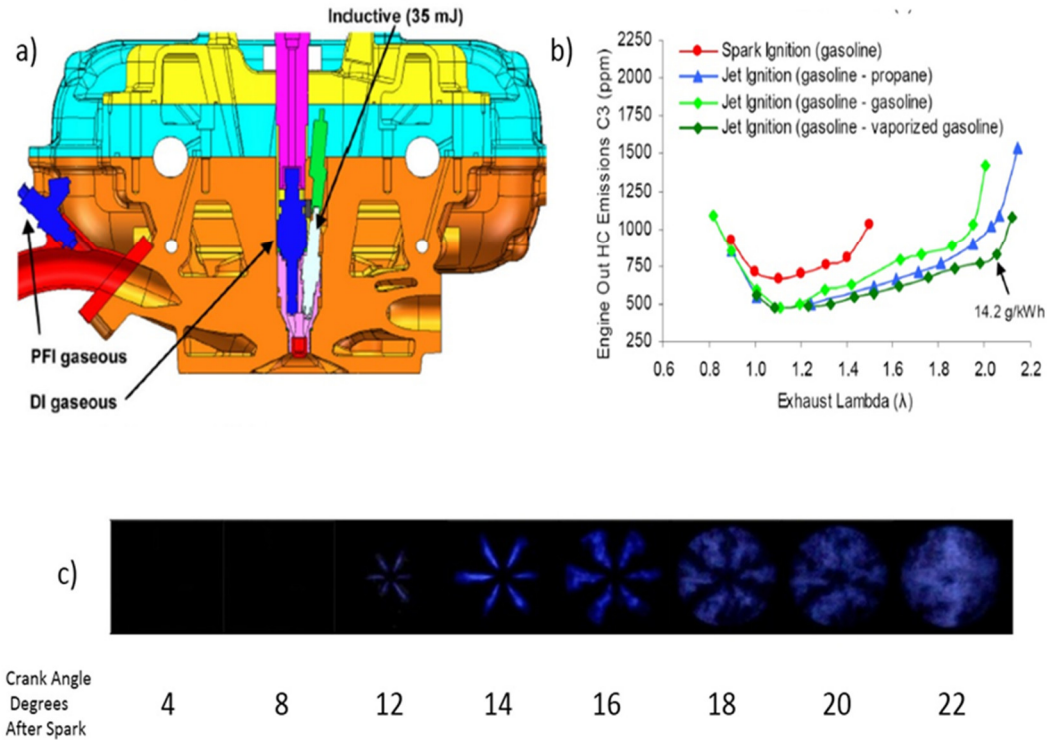 a)
Inductive (35 mJ)
PFI gaseous
DI gaseous
b)
Engine Out HC Emissions C3 (ppm)
2250
2000
1750
1500
1250
1000
750
500
250
Spark Ignition (gasoline)
Jet Ignition (gasoline - propane)
Jet Ignition (gasoline - gasoline)
Jet Ignition (gasoline - vaporized gasoline)
14.2 g/kWh
0.6 0.8 1.0 1.2 1.4 1.6 1.8 2.0 2.2
Exhaust Lambda (λ)
c)
Crank Angle
Degrees
After Spark
4 8 12 14 16 18 20 22